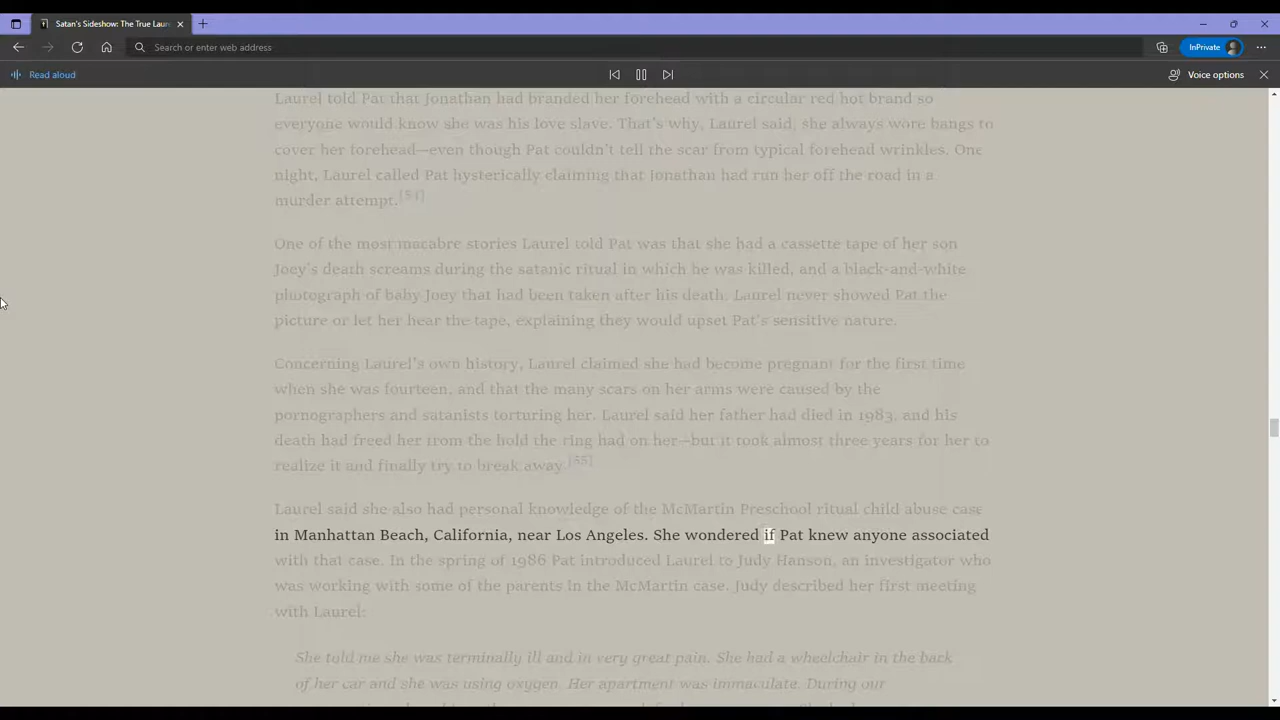 Satan's Sideshow: The True Laur
Search or enter web address
InPrivate
Read aloud
Voice options
Laurel told Pat that Jonathan had branded her forehead with a circular red hot brand so
everyone would know she was his love slave. That's why, Laurel said, she always wore bangs to
cover her forehead—even though Pat couldn't tell the scar from typical forehead wrinkles. One
night, Laurel called Pat hysterically claiming that Jonathan had run her off the road in a
murder attempt.[54]
One of the most macabre stories Laurel told Pat was that she had a cassette tape of her son
Joey's death screams during the satanic ritual in which he was killed, and a black-and-white
photograph of baby Joey that had been taken after his death. Laurel never showed Pat the
picture or let her hear the tape, explaining they would upset Pat's sensitive nature.
Concerning Laurel's own history, Laurel claimed she had become pregnant for the first time
when she was fourteen, and that the many scars on her arms were caused by the
pornographers and satanists torturing her. Laurel said her father had died in 1983, and his
death had freed her from the hold the ring had on her—but it took almost three years for her to
realize it and finally try to break away.[55]
Laurel said she also had personal knowledge of the McMartin Preschool ritual child abuse case
in Manhattan Beach, California, near Los Angeles. She wondered if Pat knew anyone associated
with that case. In the spring of 1986 Pat introduced Laurel to Judy Hanson, an investigator who
was working with some of the parents in the McMartin case. Judy described her first meeting
with Laurel:
She told me she was terminally ill and in very great pain. She had a wheelchair in the back
of her car and she was using oxygen. Her apartment was immaculate. During our